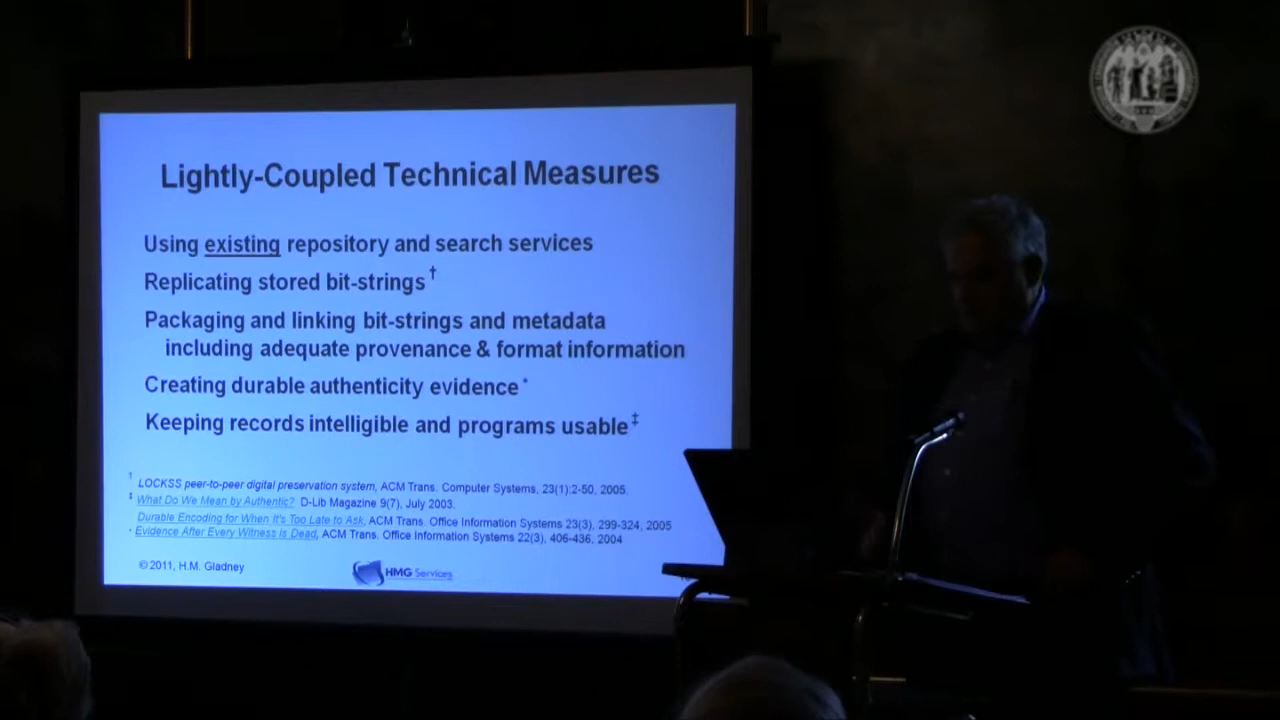 Lightly-Coupled Technical Measures
Using existing repository and search services
Replicating stored bit-strings†
Packaging and linking bit-strings and metadata
including adequate provenance & format information
Creating durable authenticity evidence*
Keeping records intelligible and programs usable‡
† LOCKSS peer-to-peer digital preservation system, ACM Trans. Computer Systems, 23(1):2-50, 2005.
‡ What Do We Mean by Authentic? D-Lib Magazine 9(7), July 2003.
Durable Encoding for When It's Too Late to Ask, ACM Trans. Office Information Systems 23(3), 299-324, 2005
* Evidence After Every Witness is Dead, ACM Trans. Office Information Systems 22(3), 406-436, 2004
© 2011, H.M. Gladney
HMG Services